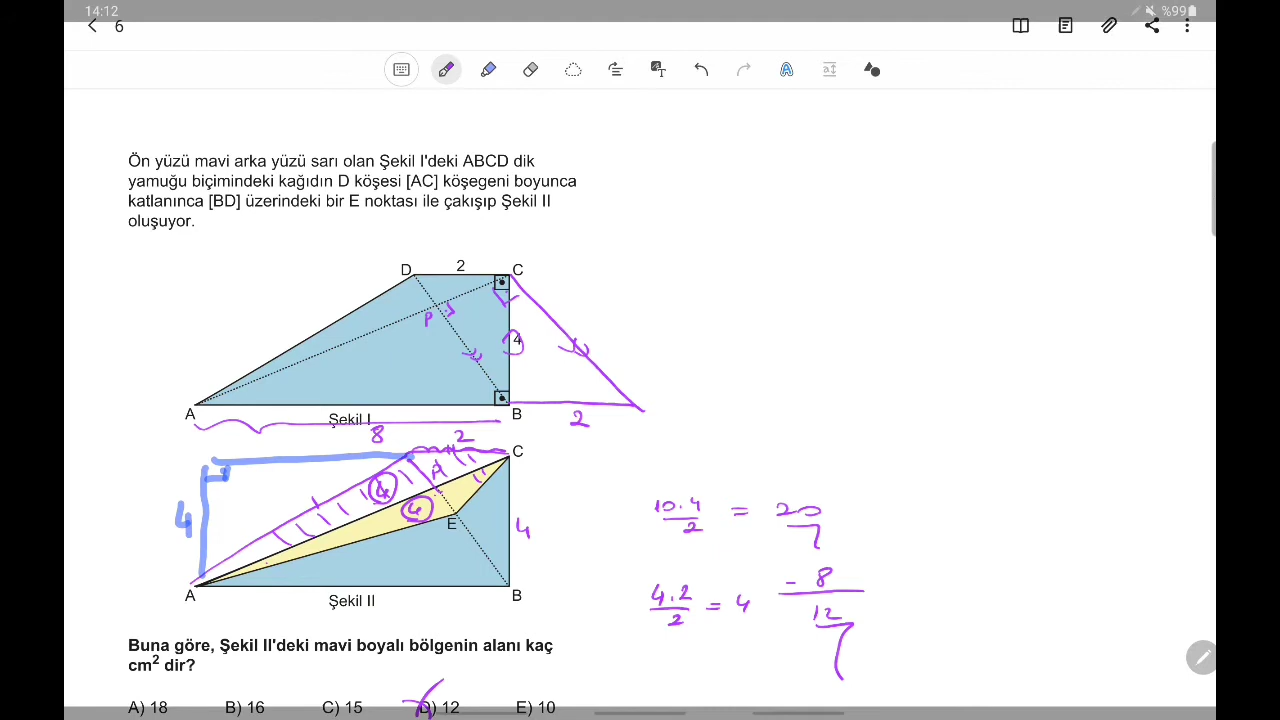 14:12
%99
6
Ön yüzü mavi arka yüzü sarı olan Şekil I'deki ABCD dik
yamuğu biçimindeki kağıdın D köşesi [AC] köşegeni boyunca
katlanınca [BD] üzerindeki bir E noktası ile çakışıp Şekil II
oluşuyor.
D 2 C
P 4
A Şekil I B
8 2
2 C
4 4 E 4
A Şekil II B
10.4/2 = 20
4.2/2 = 4 - 8
12
Buna göre, Şekil II'deki mavi boyalı bölgenin alanı kaç
cm² dir?
A) 18 B) 16 C) 15 D) 12 E) 10